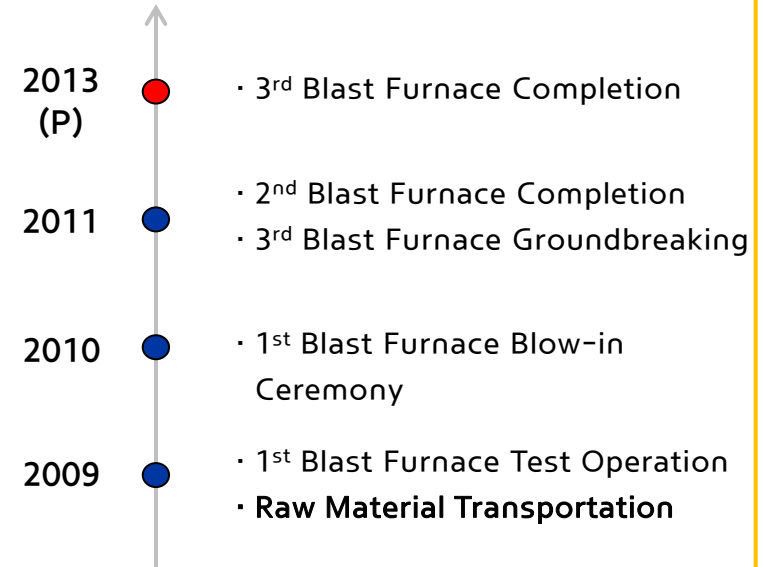 2013
(P)
· 3rd Blast Furnace Completion
2011
· 2nd Blast Furnace Completion
· 3rd Blast Furnace Groundbreaking
2010
· 1st Blast Furnace Blow-in
Ceremony
2009
· 1st Blast Furnace Test Operation
· Raw Material Transportation